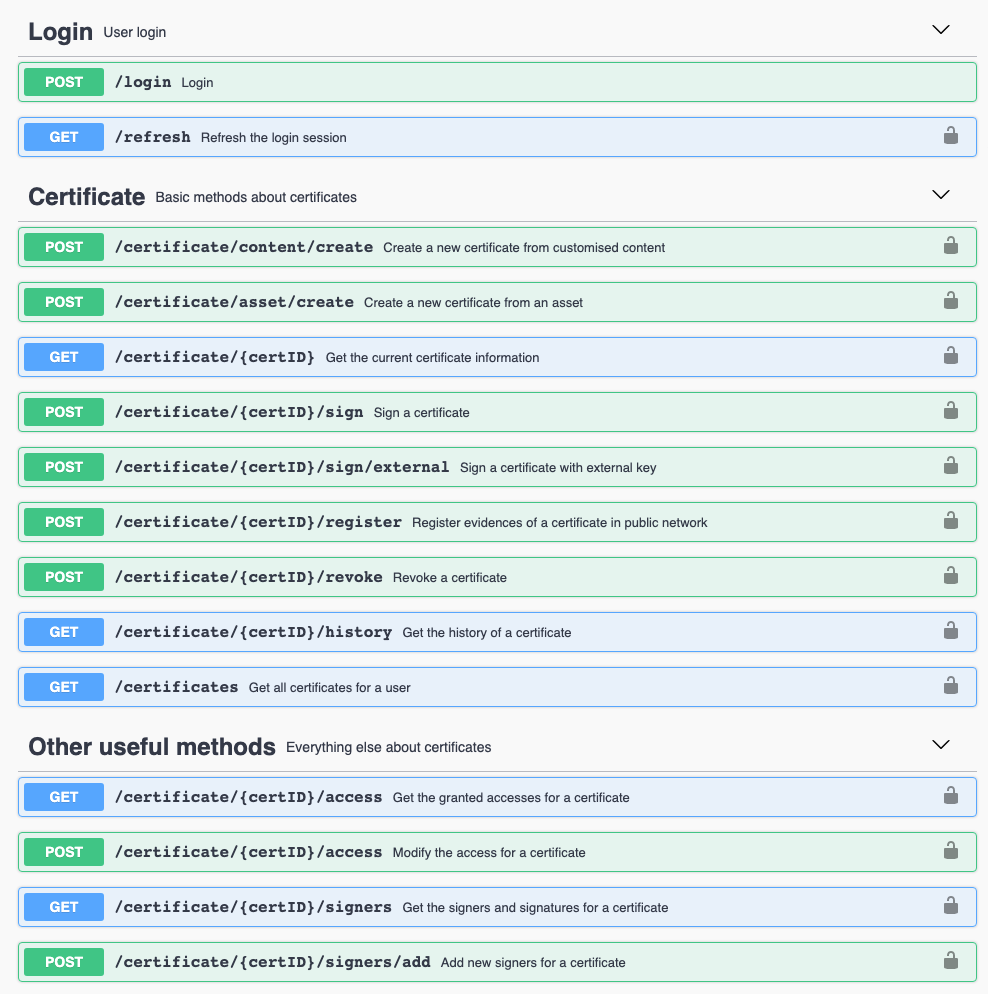 Login User login
POST /login Login
GET /refresh Refresh the login session
Certificate Basic methods about certificates
POST /certificate/content/create Create a new certificate from customised content
POST /certificate/asset/create Create a new certificate from an asset
GET /certificate/{certID} Get the current certificate information
POST /certificate/{certID}/sign Sign a certificate
POST /certificate/{certID}/sign/external Sign a certificate with external key
POST /certificate/{certID}/register Register evidences of a certificate in public network
POST /certificate/{certID}/revoke Revoke a certificate
GET /certificate/{certID}/history Get the history of a certificate
GET /certificates Get all certificates for a user
Other useful methods Everything else about certificates
GET /certificate/{certID}/access Get the granted accesses for a certificate
POST /certificate/{certID}/access Modify the access for a certificate
GET /certificate/{certID}/signers Get the signers and signatures for a certificate
POST /certificate/{certID}/signers/add Add new signers for a certificate